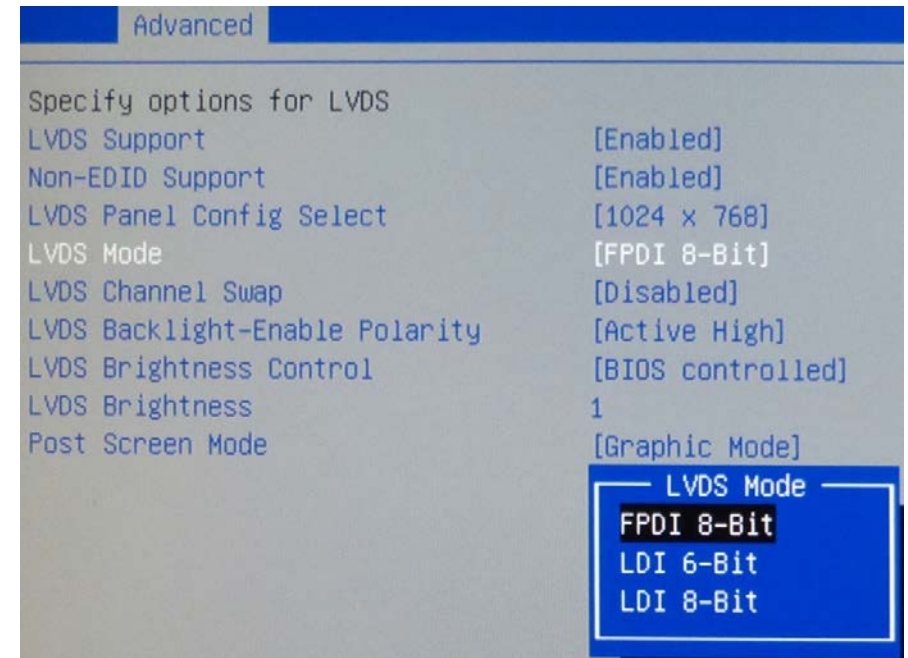 Advanced
Specify options for LVDS
LVDS Support [Enabled]
Non-EDID Support [Enabled]
LVDS Panel Config Select [1024 x 768]
LVDS Mode [FPDI 8-Bit]
LVDS Channel Swap [Disabled]
LVDS Backlight-Enable Polarity [Active High]
LVDS Brightness Control [BIOS controlled]
LVDS Brightness 1
Post Screen Mode [Graphic Mode]
LVDS Mode
FPDI 8-Bit
LDI 6-Bit
LDI 8-Bit